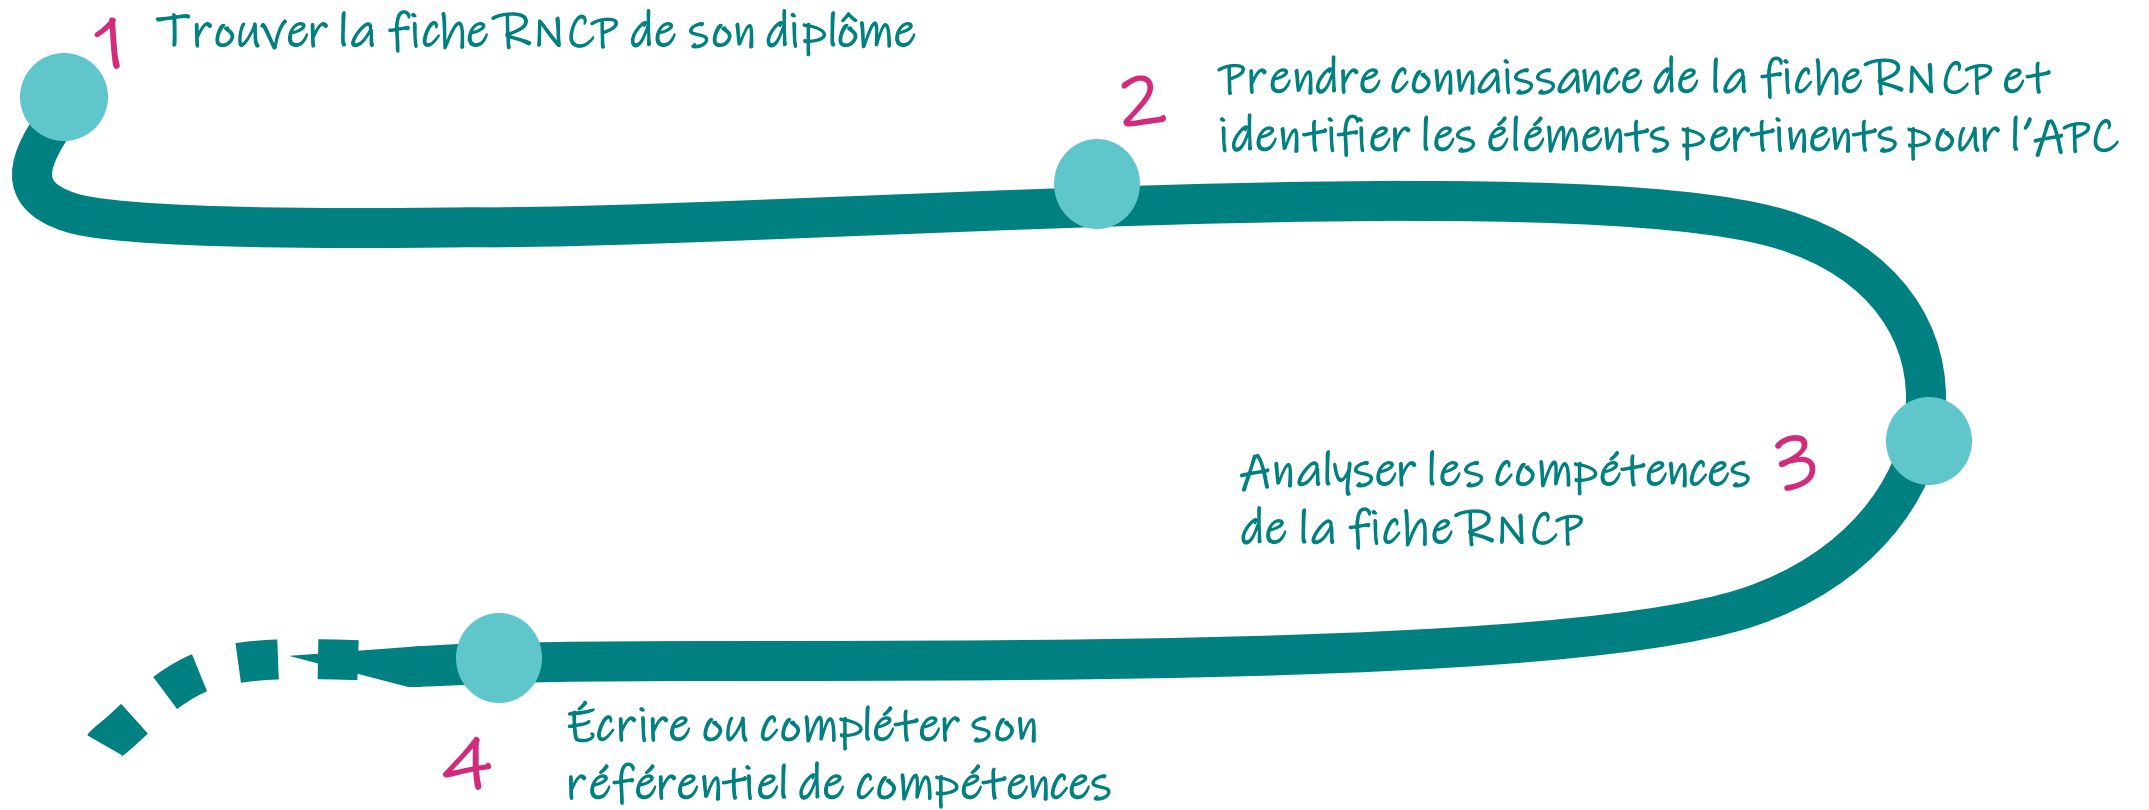 1 Trouver la fiche RNCP de son diplôme
2 Prendre connaissance de la fiche RNCP et
identifier les éléments pertinents pour l'APC
Analyser les compétences 3
de la fiche RNCP
4 Écrire ou compléter son
référentiel de compétences